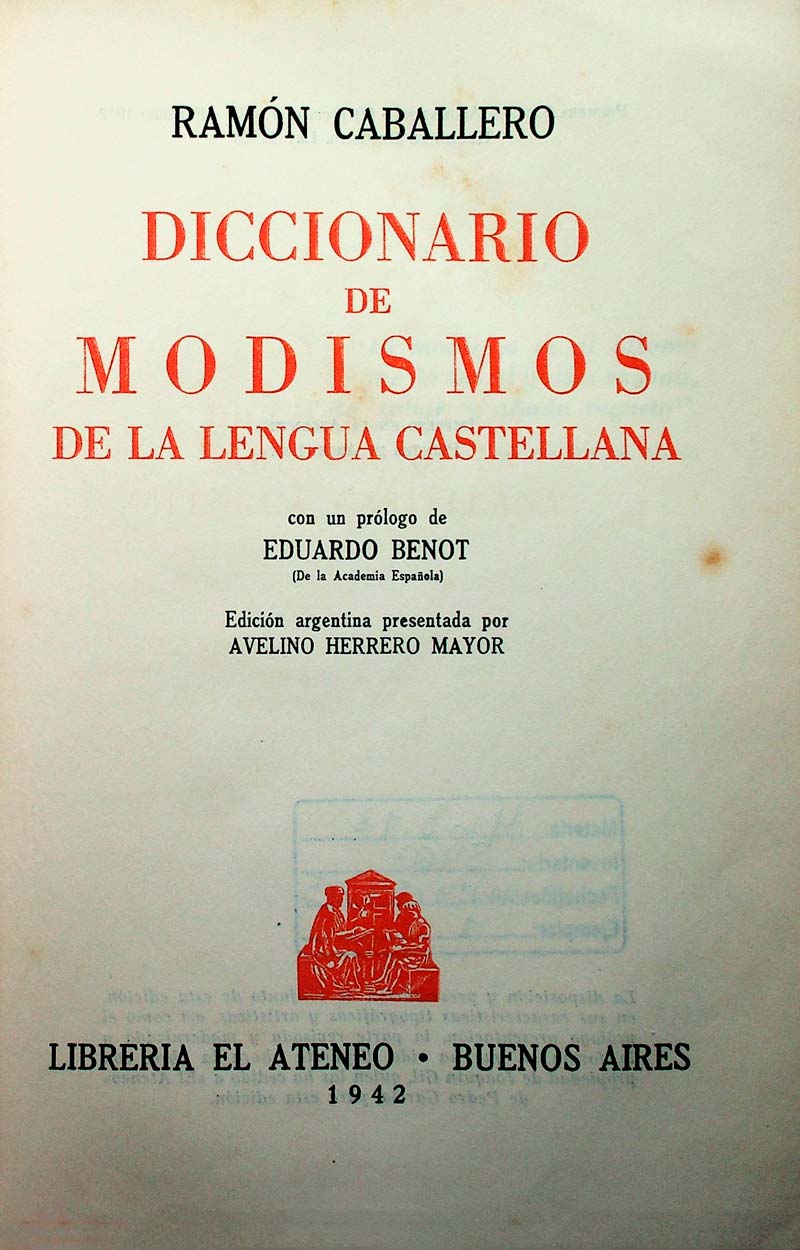 RAMÓN CABALLERO
DICCIONARIO
DE
MODISMOS
DE LA LENGUA CASTELLANA
con un prólogo de
EDUARDO BENOT
(De la Academia Española)
Edición argentina presentada por
AVELINO HERRERO MAYOR
LIBRERIA EL ATENEO • BUENOS AIRES
1942